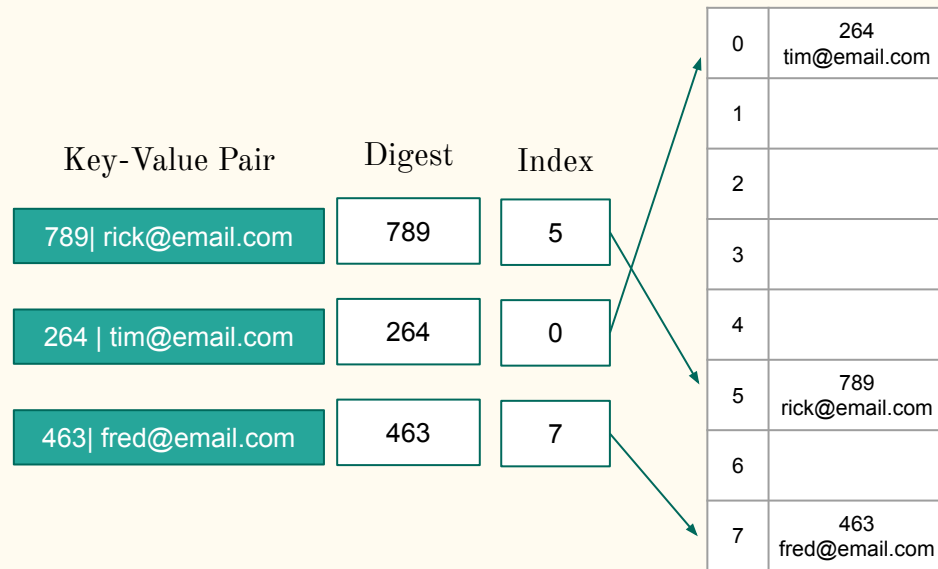 Key-Value Pair
Digest
Index
789| rick@email.com
789
5
264 | tim@email.com
264
0
463| fred@email.com
463
7
0
264
tim@email.com
1
2
3
4
5
789
rick@email.com
6
7
463
fred@email.com